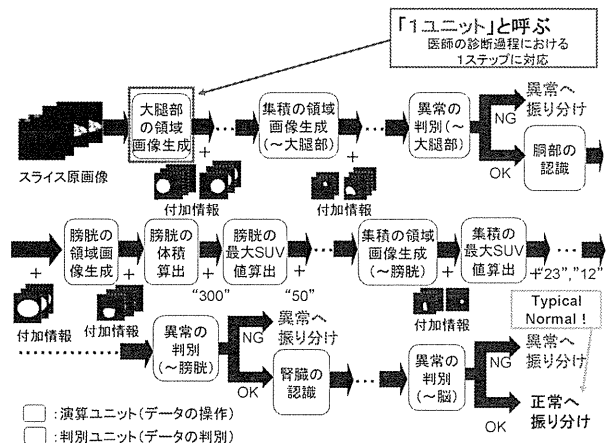 「1ユニット」と呼ぶ
医師の診断過程における
1ステップに対応
スライス原画像
大腿部
の領域
画像生成
+
…
付加情報
集積の領域
画像生成
(〜大腿部)
+
…
付加情報
異常の
判別(〜
大腿部)
NG
異常へ
振り分け
OK
胴部の
認識
+
付加情報
膀胱の
領域画
像生成
+
付加情報
膀胱の
体積
算出
+
"300"
膀胱の
最大SUV
値算出
+
"50"
…
集積の領域
画像生成
(〜膀胱)
+
付加情報
集積の
最大SUV
値算出
+"23","12"
…
Typical
Normal！
異常の
判別
(〜膀胱)
NG
異常へ
振り分け
OK
腎臓の
認識
…
異常の
判別
(〜脳)
NG
異常へ
振り分け
OK
正常へ
振り分け
：演算ユニット(データの操作)
：判別ユニット(データの判別)